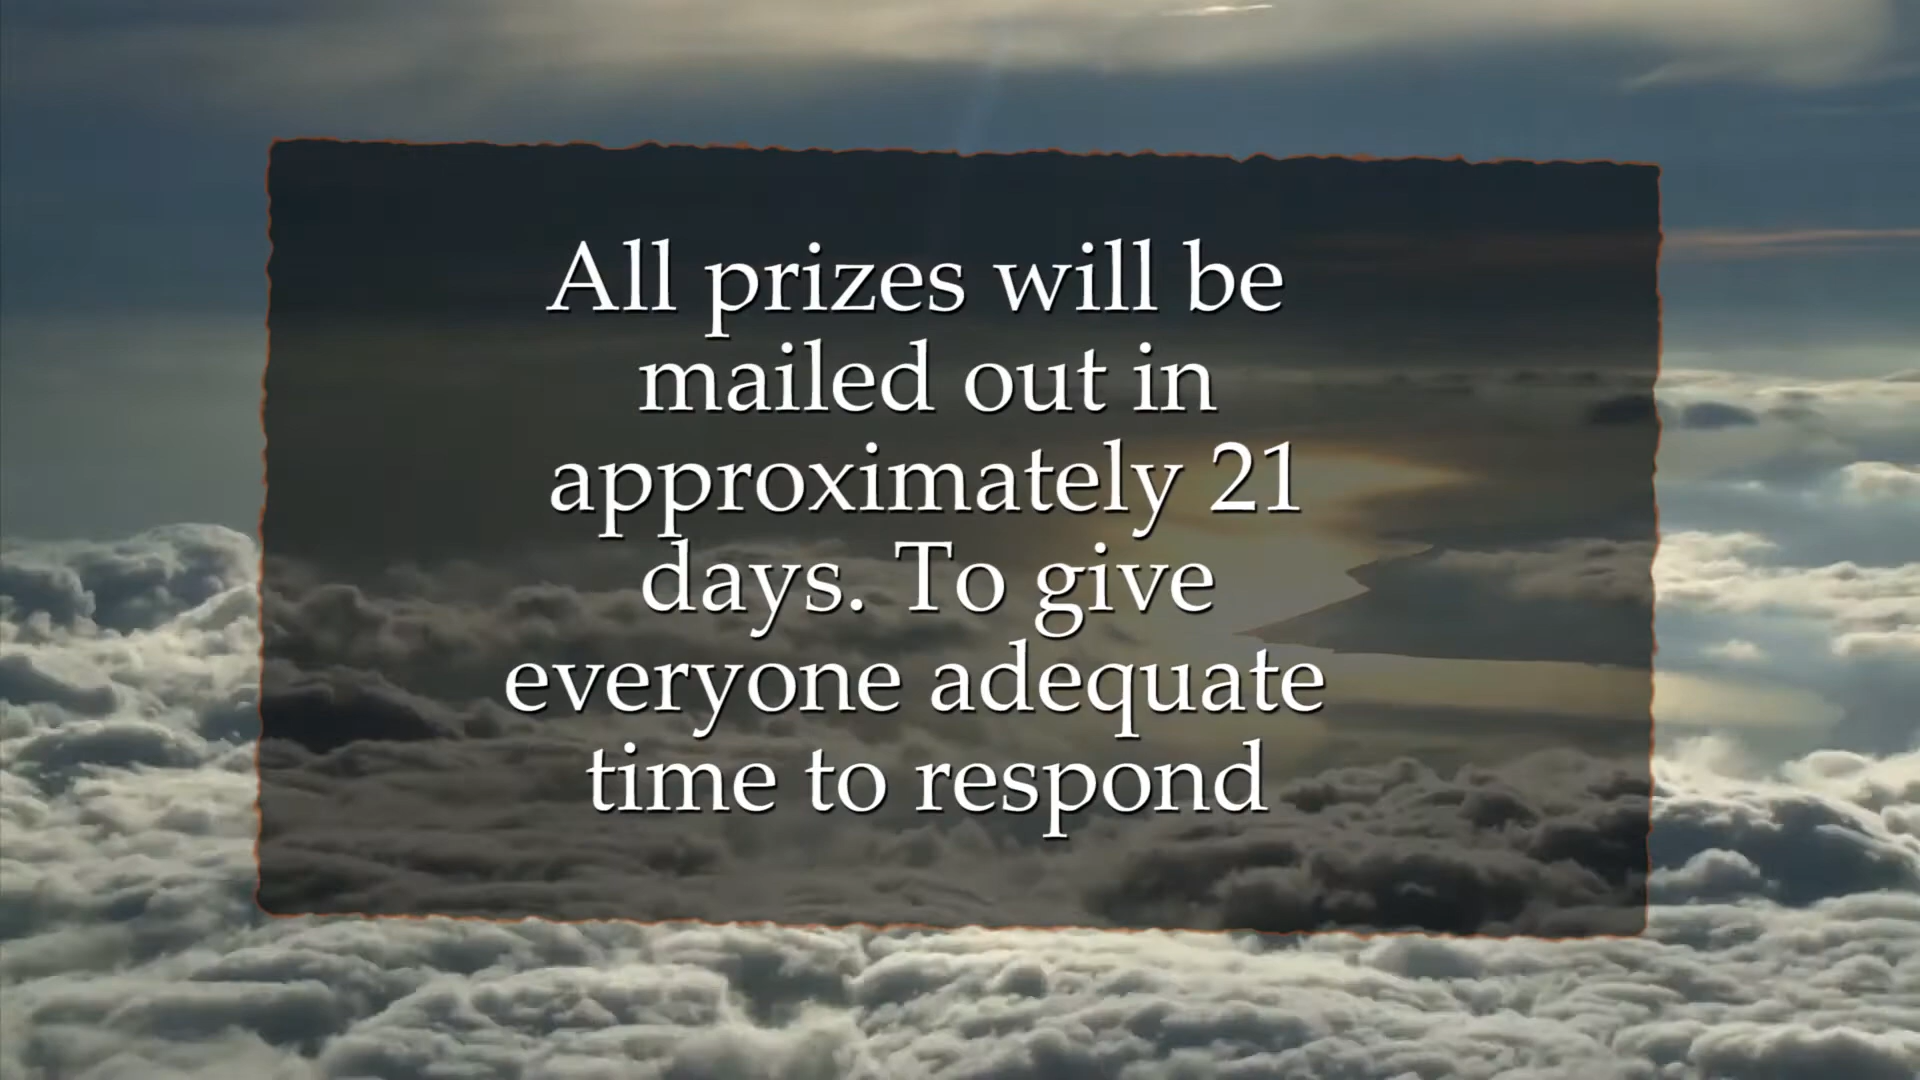 All prizes will be
mailed out in
approximately 21
days. To give
everyone adequate
time to respond